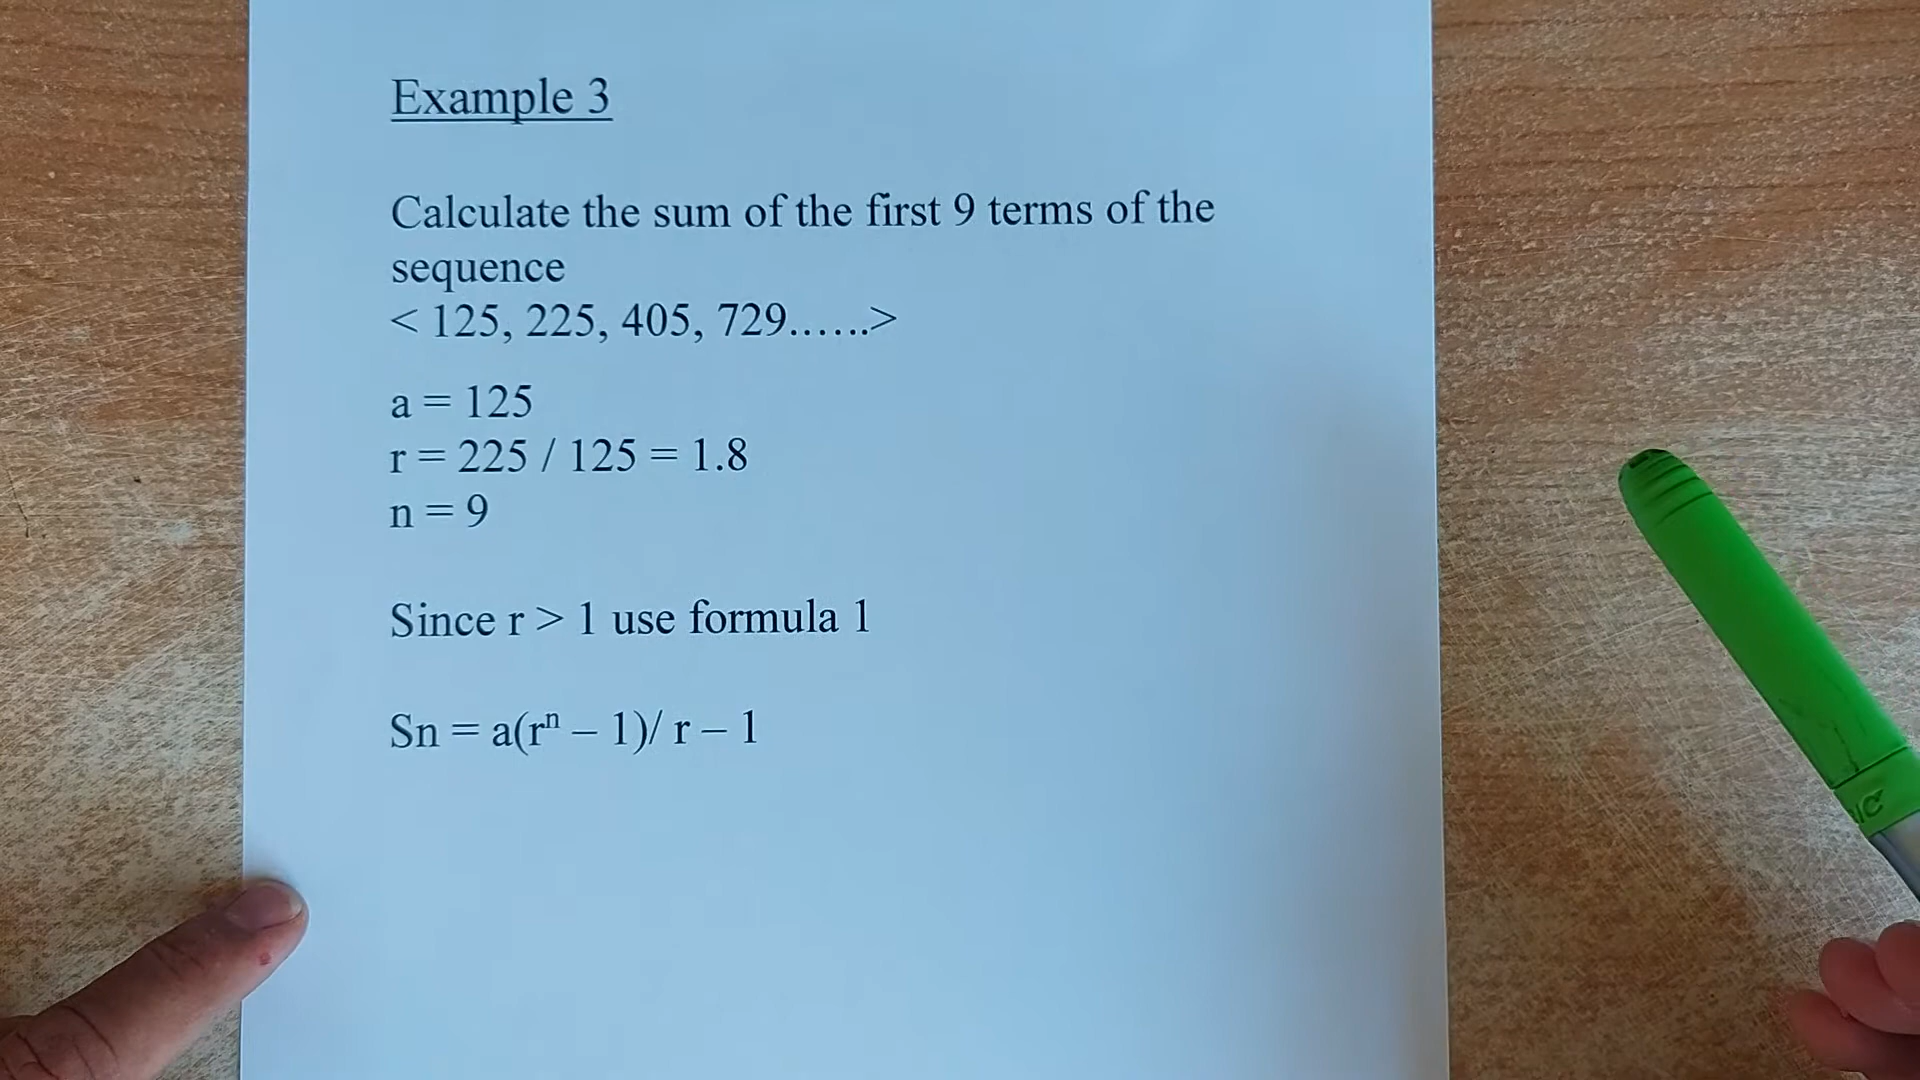 Example 3
Calculate the sum of the first 9 terms of the
sequence
< 125, 225, 405, 729......>
a = 125
r = 225 / 125 = 1.8
n = 9
Since r > 1 use formula 1
Sn = a(rⁿ – 1)/ r – 1